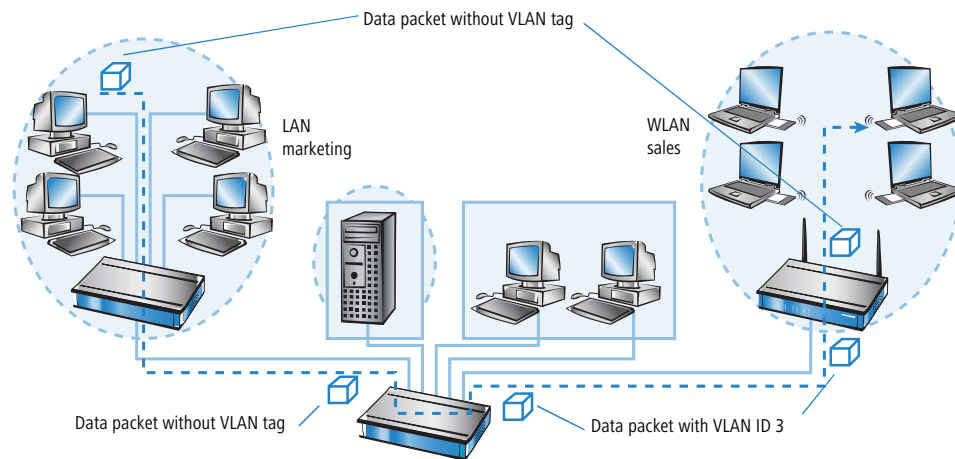 Data packet without VLAN tag
LAN
marketing
WLAN
sales
Data packet without VLAN tag
Data packet with VLAN ID 3